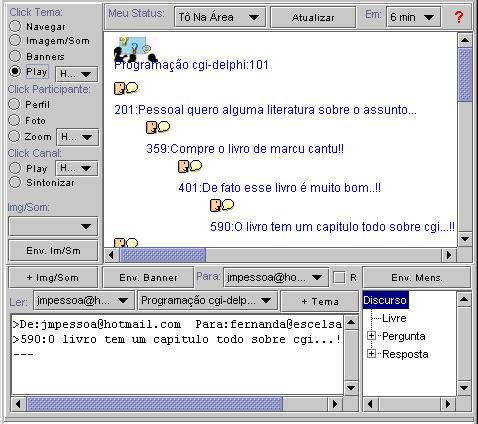 Click Tema:
Navegar
Imagem/Som
Banners
Play H...
Click Participante:
Perfil
Foto
Zoom H...
Click Canal:
Play H...
Sintonizar
Img/Som:
Env. Im/Sm
Meu Status: Tô Na Área Atualizar Em: 6 min ?
Programação cgi-delphi:101
201:Pessoal quero alguma literatura sobre o assunto...
359:Compre o livro de marcu cantu!!
401:De fato esse livro é muito bom..!!
590:O livro tem um capitulo todo sobre cgi...!!
+ Img/Som Env. Banner Para: jmpessoa@ho... R Env. Mens.
Ler: jmpessoa@h... Programação cgi-delp... + Tema
>De:jmpessoa@hotmail.com Para:fernanda@escelsa
>590:O livro tem um capitulo todo sobre cgi...!
---
Discurso
Livre
Pergunta
Resposta